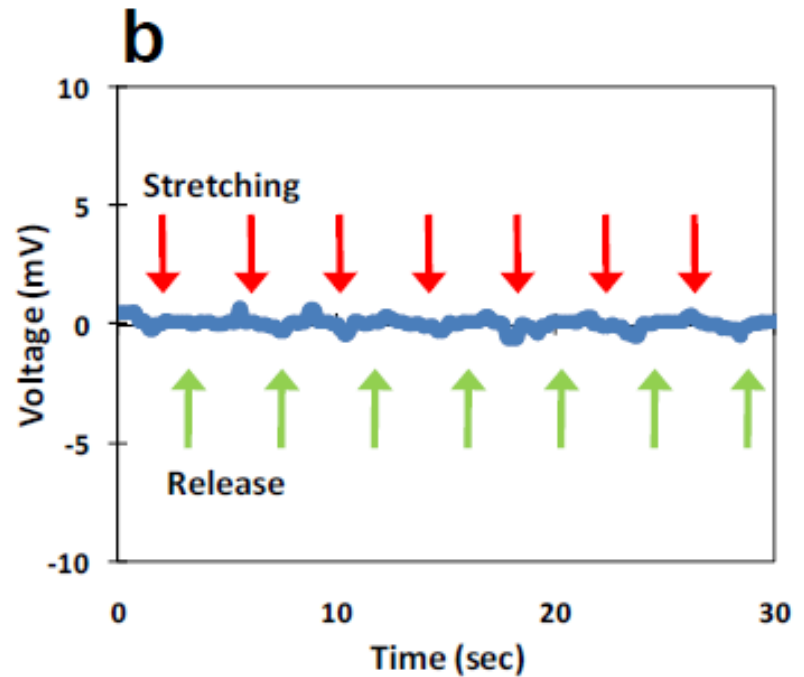 b
10
Stretching
5
Voltage (mV)
0
-5
Release
-10
0 10 20 30
Time (sec)